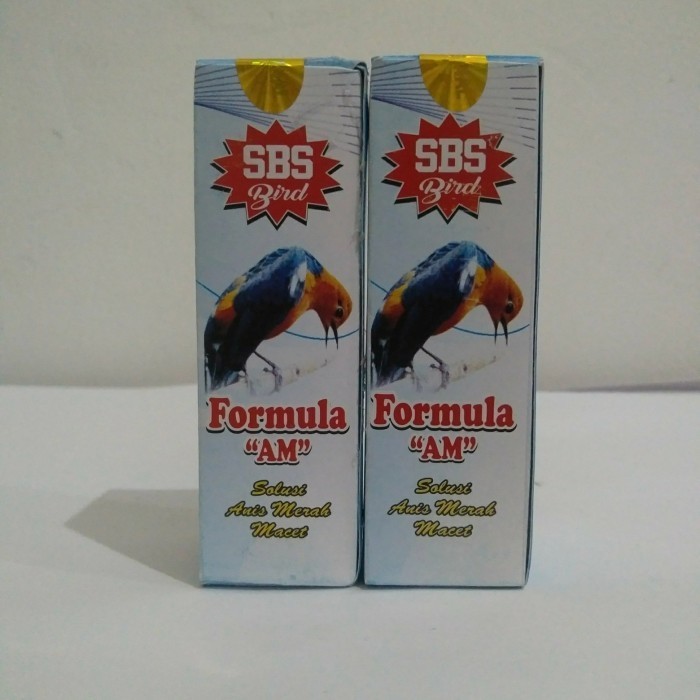 SBS
Bird
Formula
"AM"
Solusi
Anis Merah
Macet
SBS
Bird
Formula
"AM"
Solusi
Anis Merah
Macet